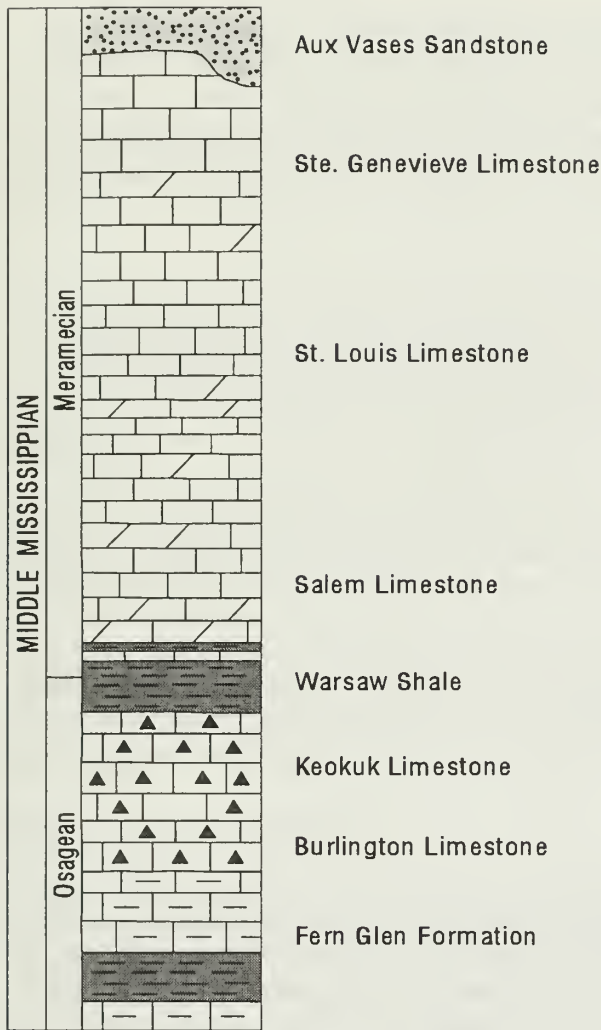 Aux Vases Sandstone
Ste. Genevieve Limestone
St. Louis Limestone
Salem Limestone
Warsaw Shale
Keokuk Limestone
Burlington Limestone
Fern Glen Formation
MIDDLE MISSISSIPPIAN
Meramecian
Osagean